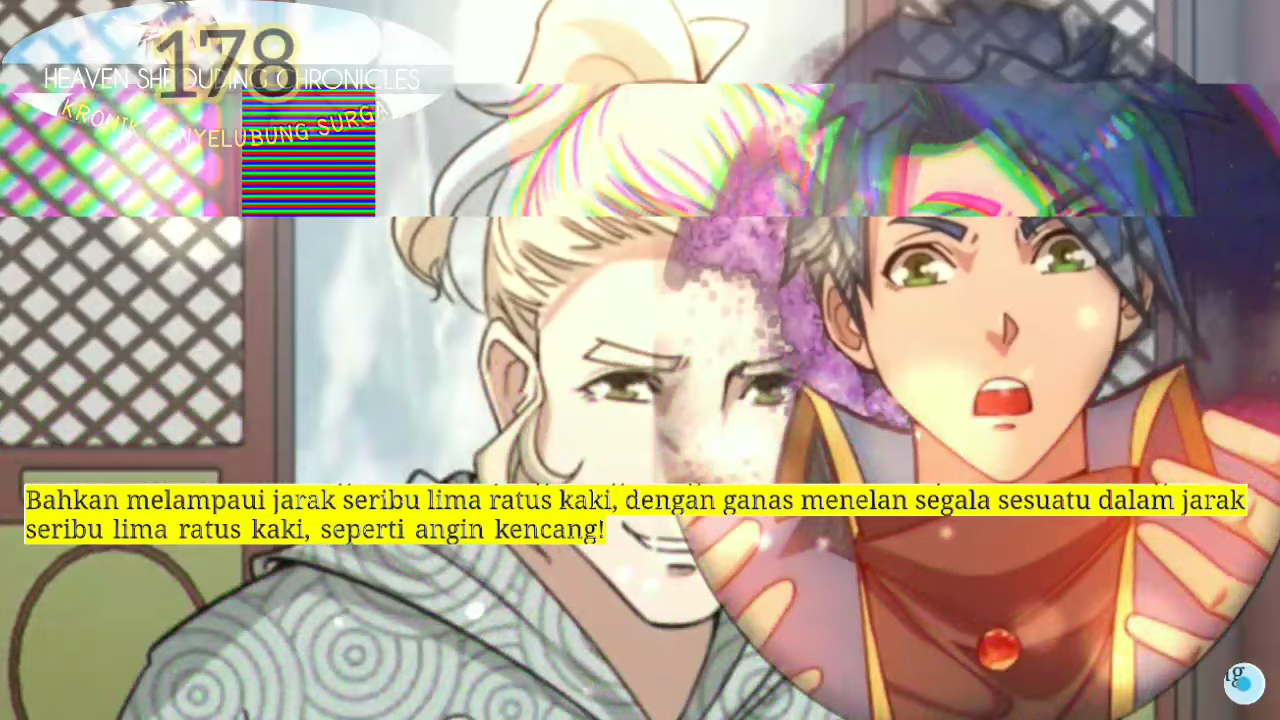 178
HEAVEN SHROUDING CHRONICLES
KRONIK PENYELUBUNG SURGA
Bahkan melampaui jarak seribu lima ratus kaki, dengan ganas menelan segala sesuatu dalam jarak
seribu lima ratus kaki, seperti angin kencang!